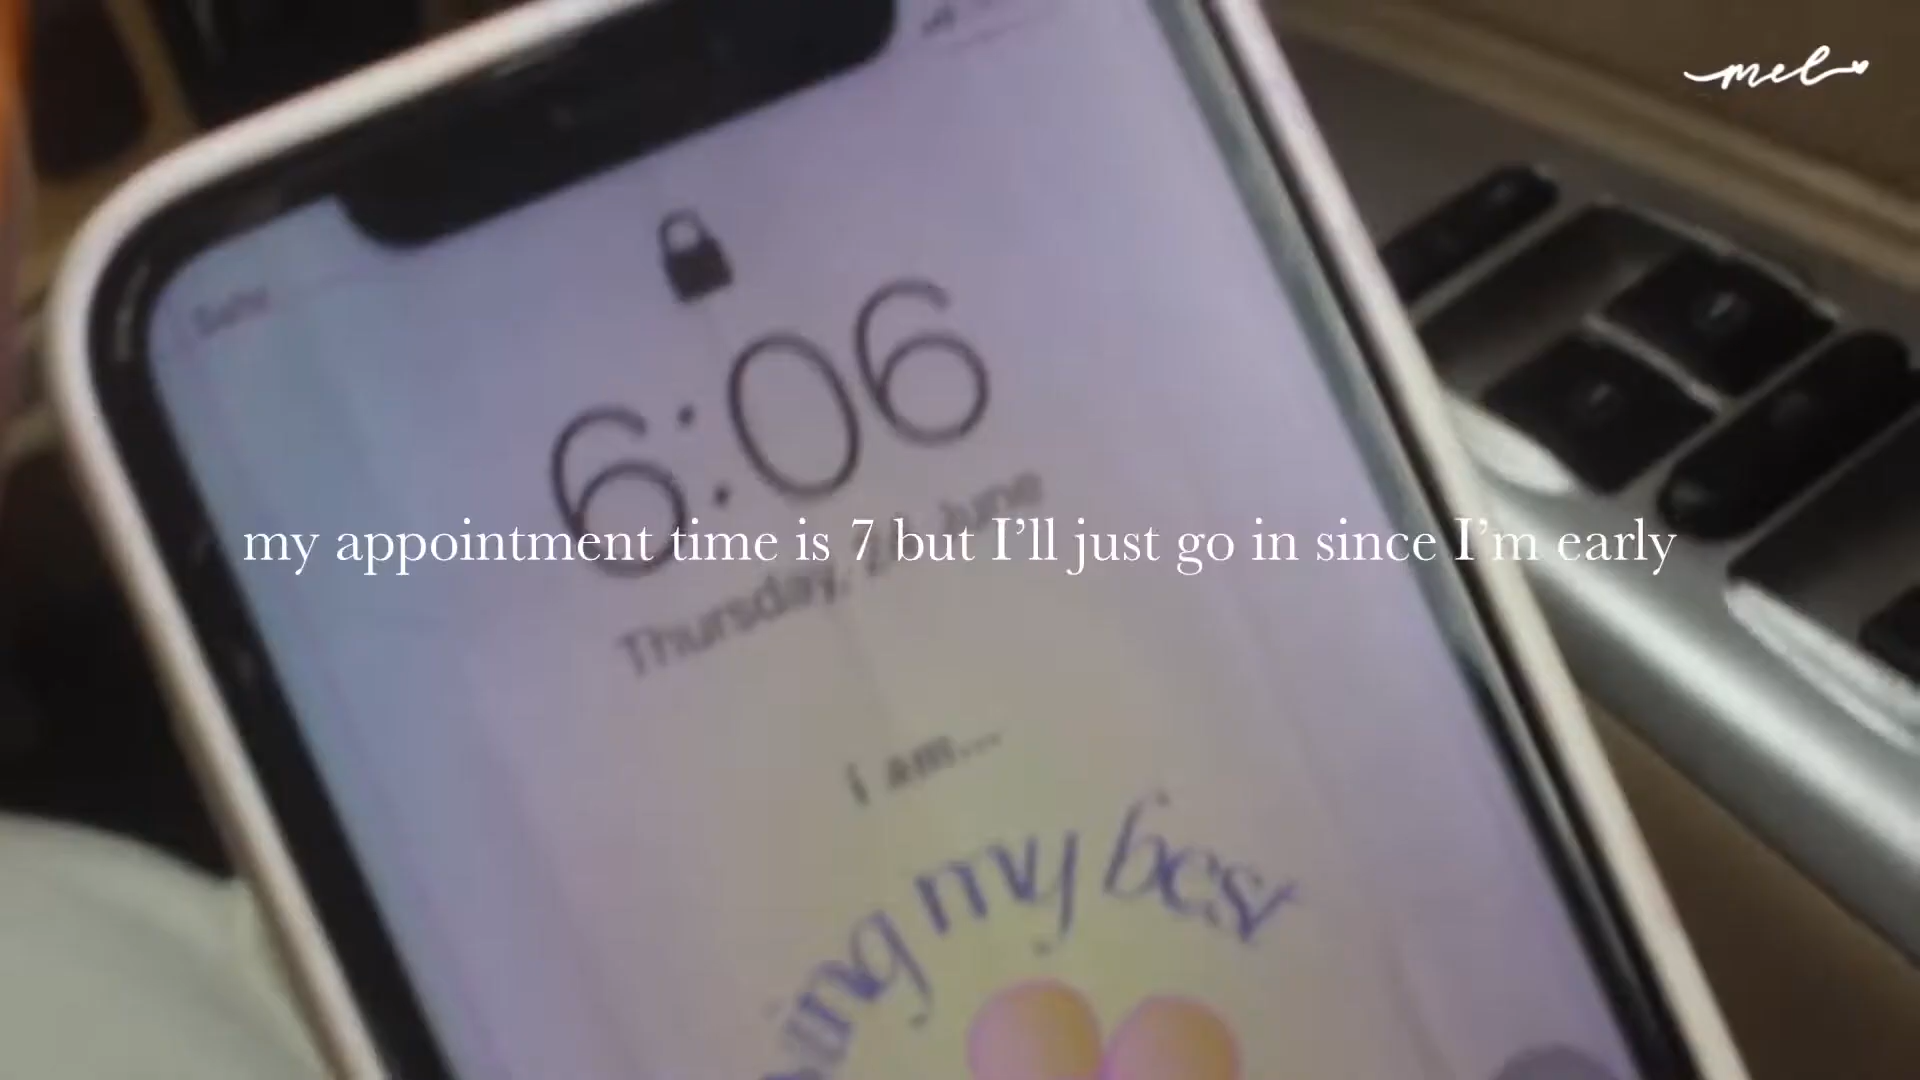 mel
6:06
Thursday, June
my appointment time is 7 but I'll just go in since I'm early
I am...
my best